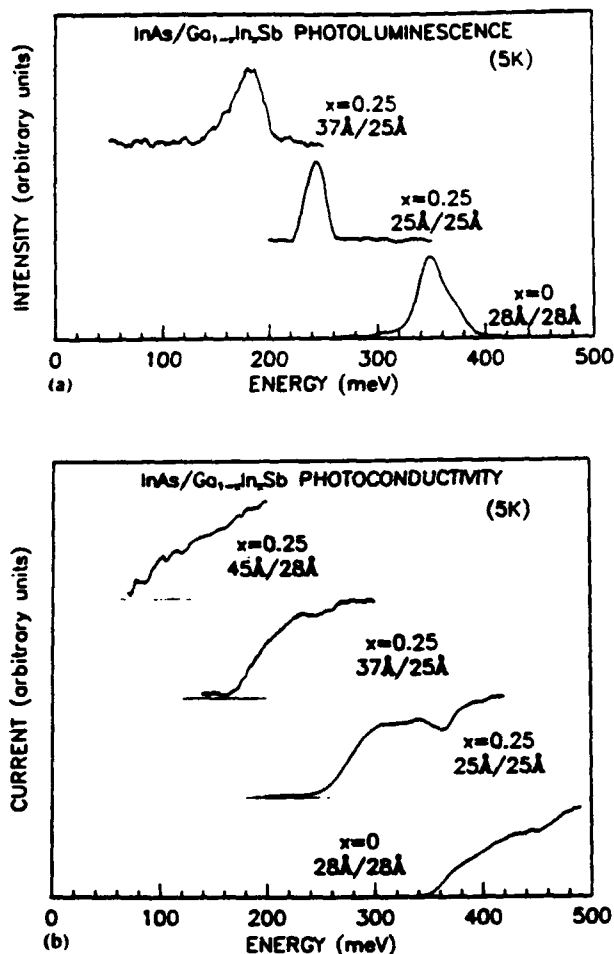 InAs/Ga₁₋ₓInₓSb PHOTOLUMINESCENCE
(5K)
x=0.25
37Å/25Å
x=0.25
25Å/25Å
x=0
28Å/28Å
INTENSITY (arbitrary units)
0 100 200 300 400 500
(a)
ENERGY (meV)
InAs/Ga₁₋ₓInₓSb PHOTOCONDUCTIVITY
(5K)
x=0.25
45Å/28Å
x=0.25
37Å/25Å
x=0.25
25Å/25Å
x=0
28Å/28Å
CURRENT (arbitrary units)
0 100 200 300 400 500
(b)
ENERGY (meV)